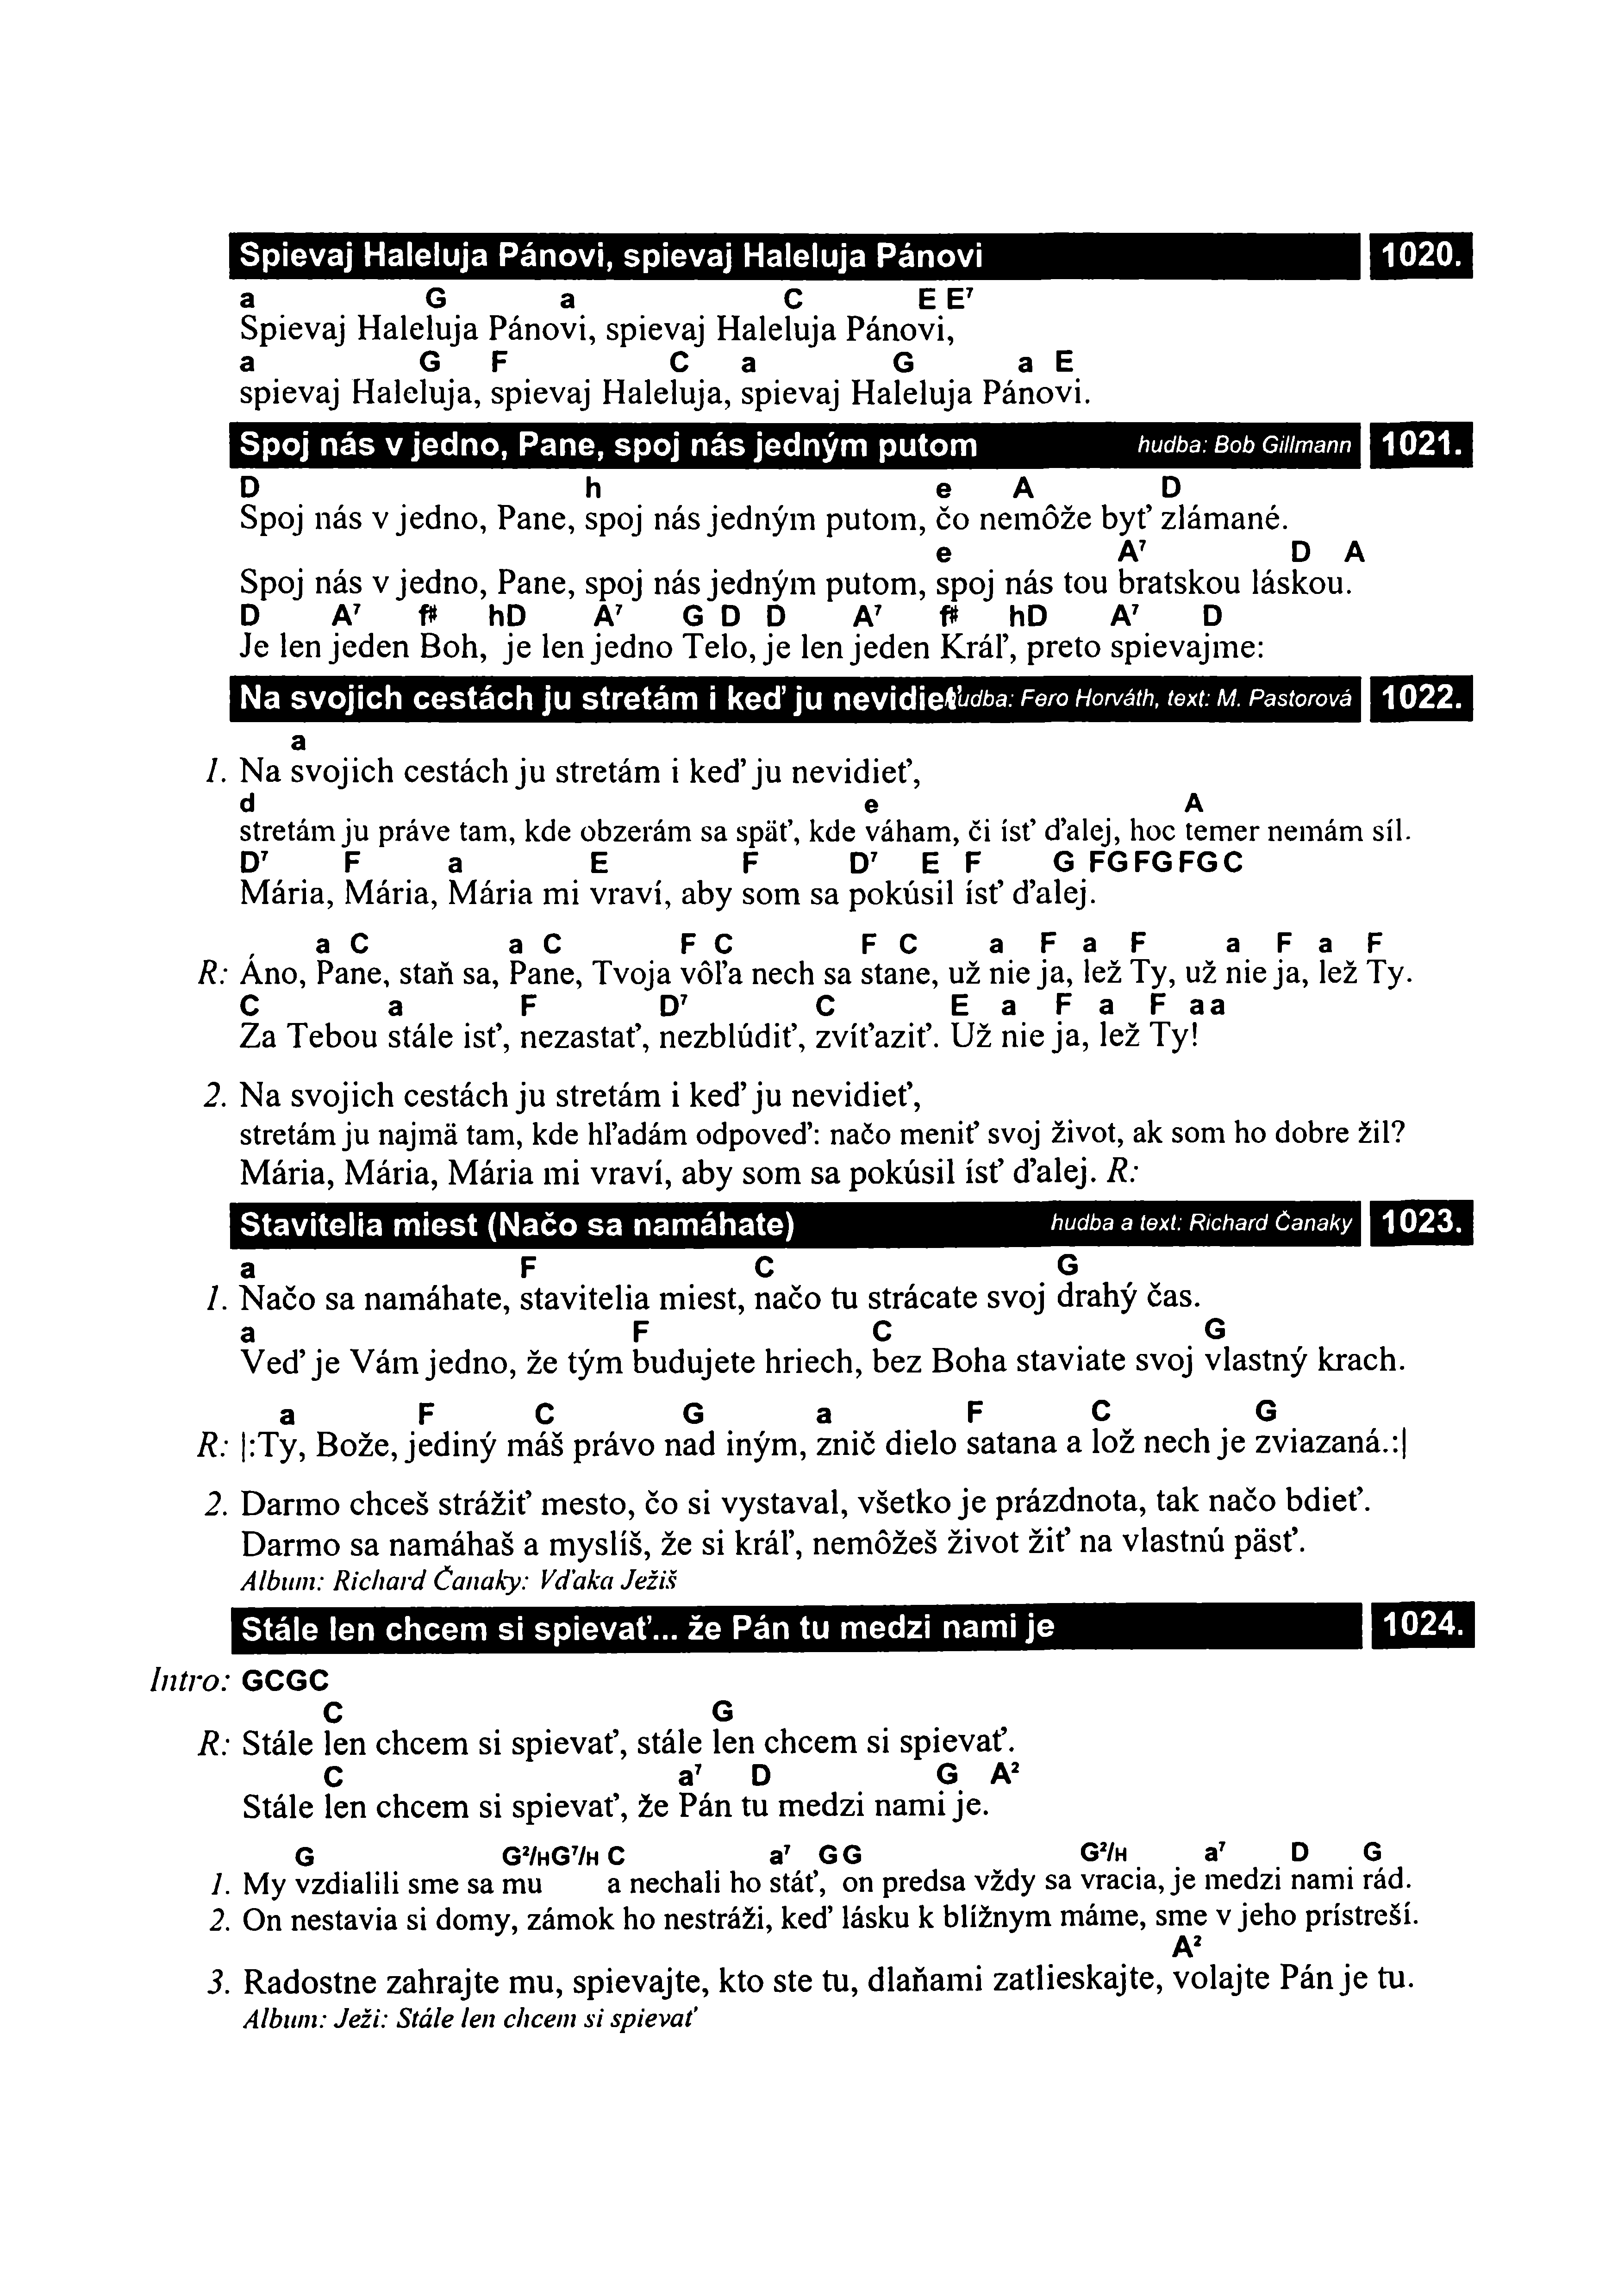 Spievaj Haleluja Pánovi, spievaj Haleluja Pánovi 1020.
a G a C E E⁷
Spievaj Haleluja Pánovi, spievaj Haleluja Pánovi,
a G F C a G a E
spievaj Haleluja, spievaj Haleluja, spievaj Haleluja Pánovi.
Spoj nás v jedno, Pane, spoj nás jedným putom hudba: Bob Gillmann 1021.
D h e A D
Spoj nás v jedno, Pane, spoj nás jedným putom, čo nemôže byť zlámané.
e A⁷ D A
Spoj nás v jedno, Pane, spoj nás jedným putom, spoj nás tou bratskou láskou.
D A⁷ f# hD A⁷ G D D A⁷ f# hD A⁷ D
Je len jeden Boh, je len jedno Telo, je len jeden Kráľ, preto spievajme:
Na svojich cestách ju stretám i keď ju nevidieť hudba: Fero Horváth, text: M. Pastorová 1022.
a
1. Na svojich cestách ju stretám i keď ju nevidieť,
d e A
stretám ju práve tam, kde obzerám sa späť, kde váham, či ísť ďalej, hoc temer nemám síl.
D⁷ F a E F D⁷ E F G FGFGFGC
Mária, Mária, Mária mi vraví, aby som sa pokúsil ísť ďalej.
a C a C F C F C a F a F a F a F
R: Áno, Pane, staň sa, Pane, Tvoja vôľa nech sa stane, už nie ja, lež Ty, už nie ja, lež Ty.
C a F D⁷ C E a F a F aa
Za Tebou stále isť, nezastať, nezblúdiť, zvíťaziť. Už nie ja, lež Ty!
2. Na svojich cestách ju stretám i keď ju nevidieť,
stretám ju najmä tam, kde hľadám odpoveď: načo meniť svoj život, ak som ho dobre žil?
Mária, Mária, Mária mi vraví, aby som sa pokúsil ísť ďalej. R:
Stavitelia miest (Načo sa namáhate) hudba a text: Richard Čanaky 1023.
a F C G
1. Načo sa namáhate, stavitelia miest, načo tu strácate svoj drahý čas.
a F C G
Veď je Vám jedno, že tým budujete hriech, bez Boha staviate svoj vlastný krach.
a F C G a F C G
R: |:Ty, Bože, jediný máš právo nad iným, znič dielo satana a lož nech je zviazaná.:|
2. Darmo chceš strážiť mesto, čo si vystaval, všetko je prázdnota, tak načo bdieť.
Darmo sa namáhaš a myslíš, že si kráľ, nemôžeš život žiť na vlastnú päsť.
Album: Richard Čanaky: Vďaka Ježiš
Stále len chcem si spievať... že Pán tu medzi nami je 1024.
Intro: GCGC
C G
R: Stále len chcem si spievať, stále len chcem si spievať.
C a⁷ D G A²
Stále len chcem si spievať, že Pán tu medzi nami je.
G G²/HG⁷/H C a⁷ GG G²/H a⁷ D G
1. My vzdialili sme sa mu a nechali ho stáť, on predsa vždy sa vracia, je medzi nami rád.
2. On nestavia si domy, zámok ho nestráži, keď lásku k blížnym máme, sme v jeho prístreší.
A²
3. Radostne zahrajte mu, spievajte, kto ste tu, dlaňami zatlieskajte, volajte Pán je tu.
Album: Ježi: Stále len chcem si spievať